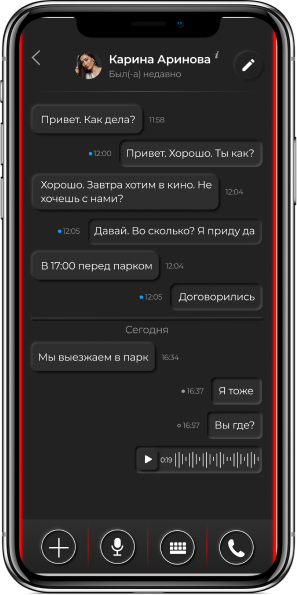 Карина Аринова i
Был(-а) недавно
Привет. Как дела? 11:58
12:00 Привет. Хорошо. Ты как?
Хорошо. Завтра хотим в кино. Не
хочешь с нами? 12:04
12:05 Давай. Во сколько? Я приду да
В 17:00 перед парком 12:04
12:05 Договорились
Сегодня
Мы выезжаем в парк 16:34
16:37 Я тоже
16:57 Вы где?
0:19